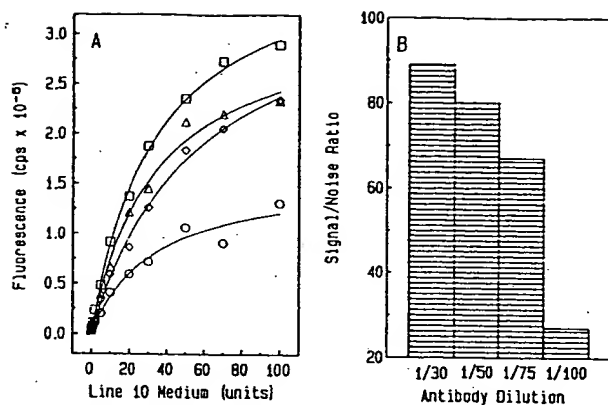 A
Fluorescence (cps x 10⁻⁶)
3.0
2.5
2.0
1.5
1.0
0.5
0.0
0 20 40 60 80 100
Line 10 Medium (units)
B
Signal/Noise Ratio
100
80
60
40
20
1/30 1/50 1/75 1/100
Antibody Dilution